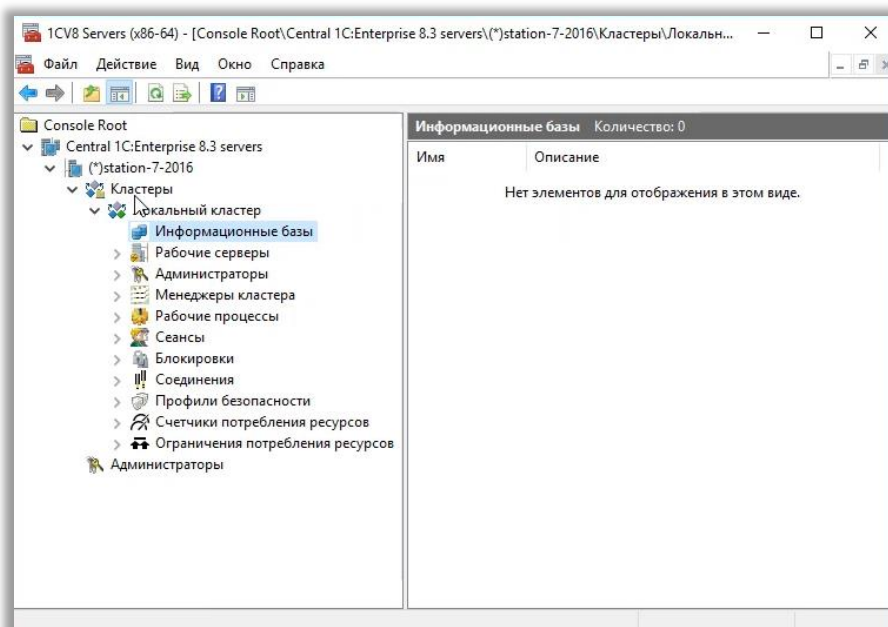 1CV8 Servers (x86-64) - [Console Root\Central 1C:Enterprise 8.3 servers\(*)station-7-2016\Кластеры\Локальн...
Файл Действие Вид Окно Справка
Console Root
Central 1C:Enterprise 8.3 servers
(*)station-7-2016
Кластеры
Локальный кластер
Информационные базы
Рабочие серверы
Администраторы
Менеджеры кластера
Рабочие процессы
Сеансы
Блокировки
Соединения
Профили безопасности
Счетчики потребления ресурсов
Ограничения потребления ресурсов
Администраторы
Информационные базы Количество: 0
Имя Описание
Нет элементов для отображения в этом виде.